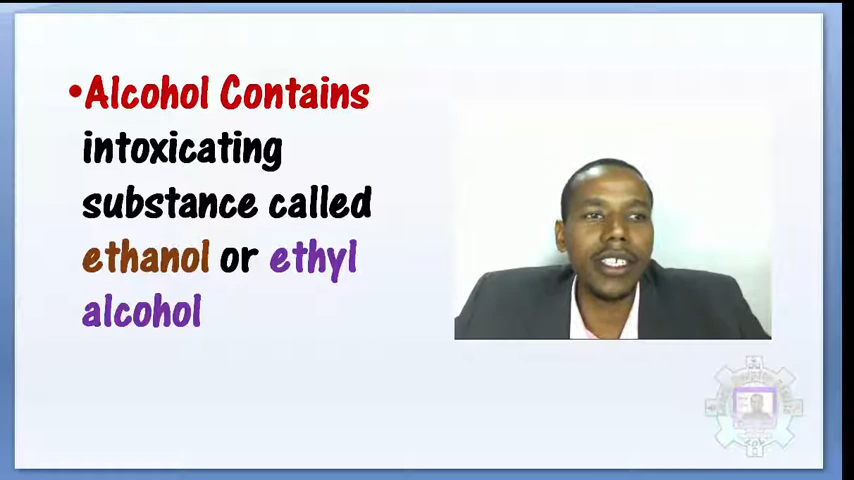 •Alcohol Contains
intoxicating
substance called
ethanol or ethyl
alcohol